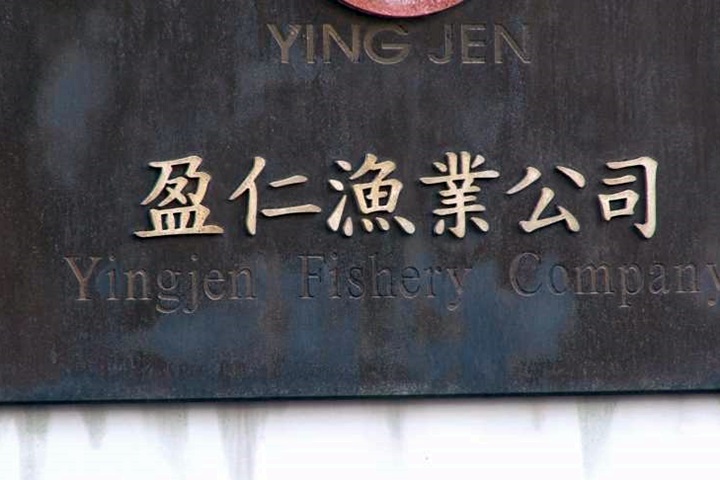 YING JEN
盈仁漁業公司
Yingjen Fishery Company